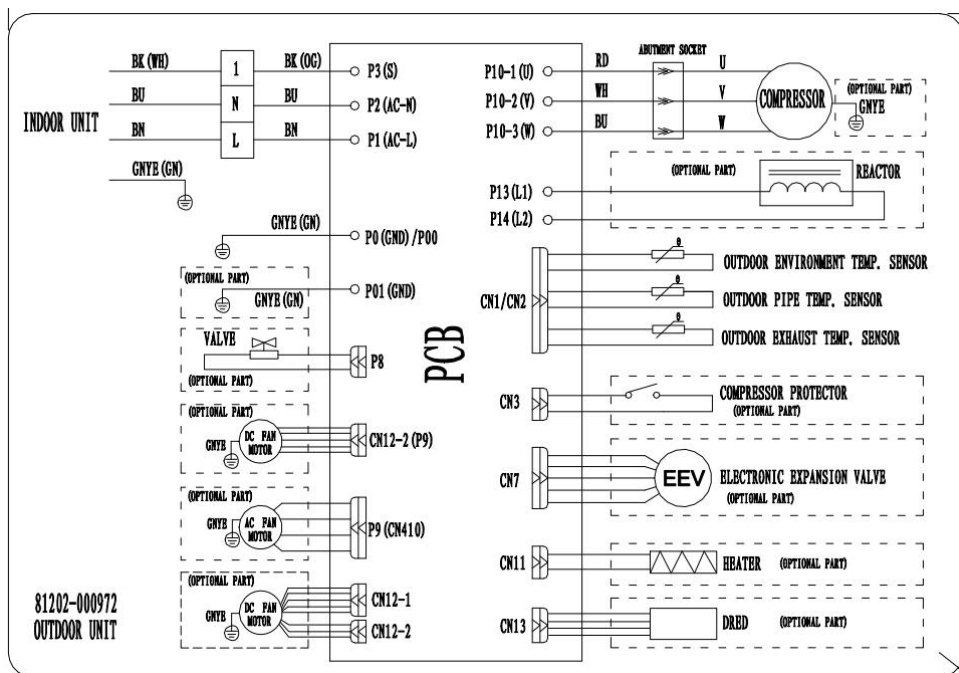 BK(WH)
1
BK(OG)
P3(S)
BU
N
BU
P2(AC-N)
INDOOR UNIT
BN
L
BN
P1(AC-L)
GNYE(GN)
GNYE(GN)
P0(GND)/P00
(OPTIONAL PART)
GNYE(GN)
P01(GND)
VALVE
P8
(OPTIONAL PART)
(OPTIONAL PART)
GNYE
DC FAN
MOTOR
CN12-2(P9)
(OPTIONAL PART)
GNYE
AC FAN
MOTOR
P9(CN410)
(OPTIONAL PART)
GNYE
DC FAN
MOTOR
CN12-1
CN12-2
81202-000972
OUTDOOR UNIT
PCB
ABUTMENT SOCKET
P10-1(U)
RD
U
P10-2(V)
WH
V
P10-3(W)
BU
W
COMPRESSOR
(OPTIONAL PART)
GNYE
(OPTIONAL PART)
REACTOR
P13(L1)
P14(L2)
CN1/CN2
θ
OUTDOOR ENVIRONMENT TEMP. SENSOR
θ
OUTDOOR PIPE TEMP. SENSOR
θ
OUTDOOR EXHAUST TEMP. SENSOR
CN3
COMPRESSOR PROTECTOR
(OPTIONAL PART)
CN7
EEV
ELECTRONIC EXPANSION VALVE
(OPTIONAL PART)
CN11
HEATER (OPTIONAL PART)
CN13
DRED (OPTIONAL PART)